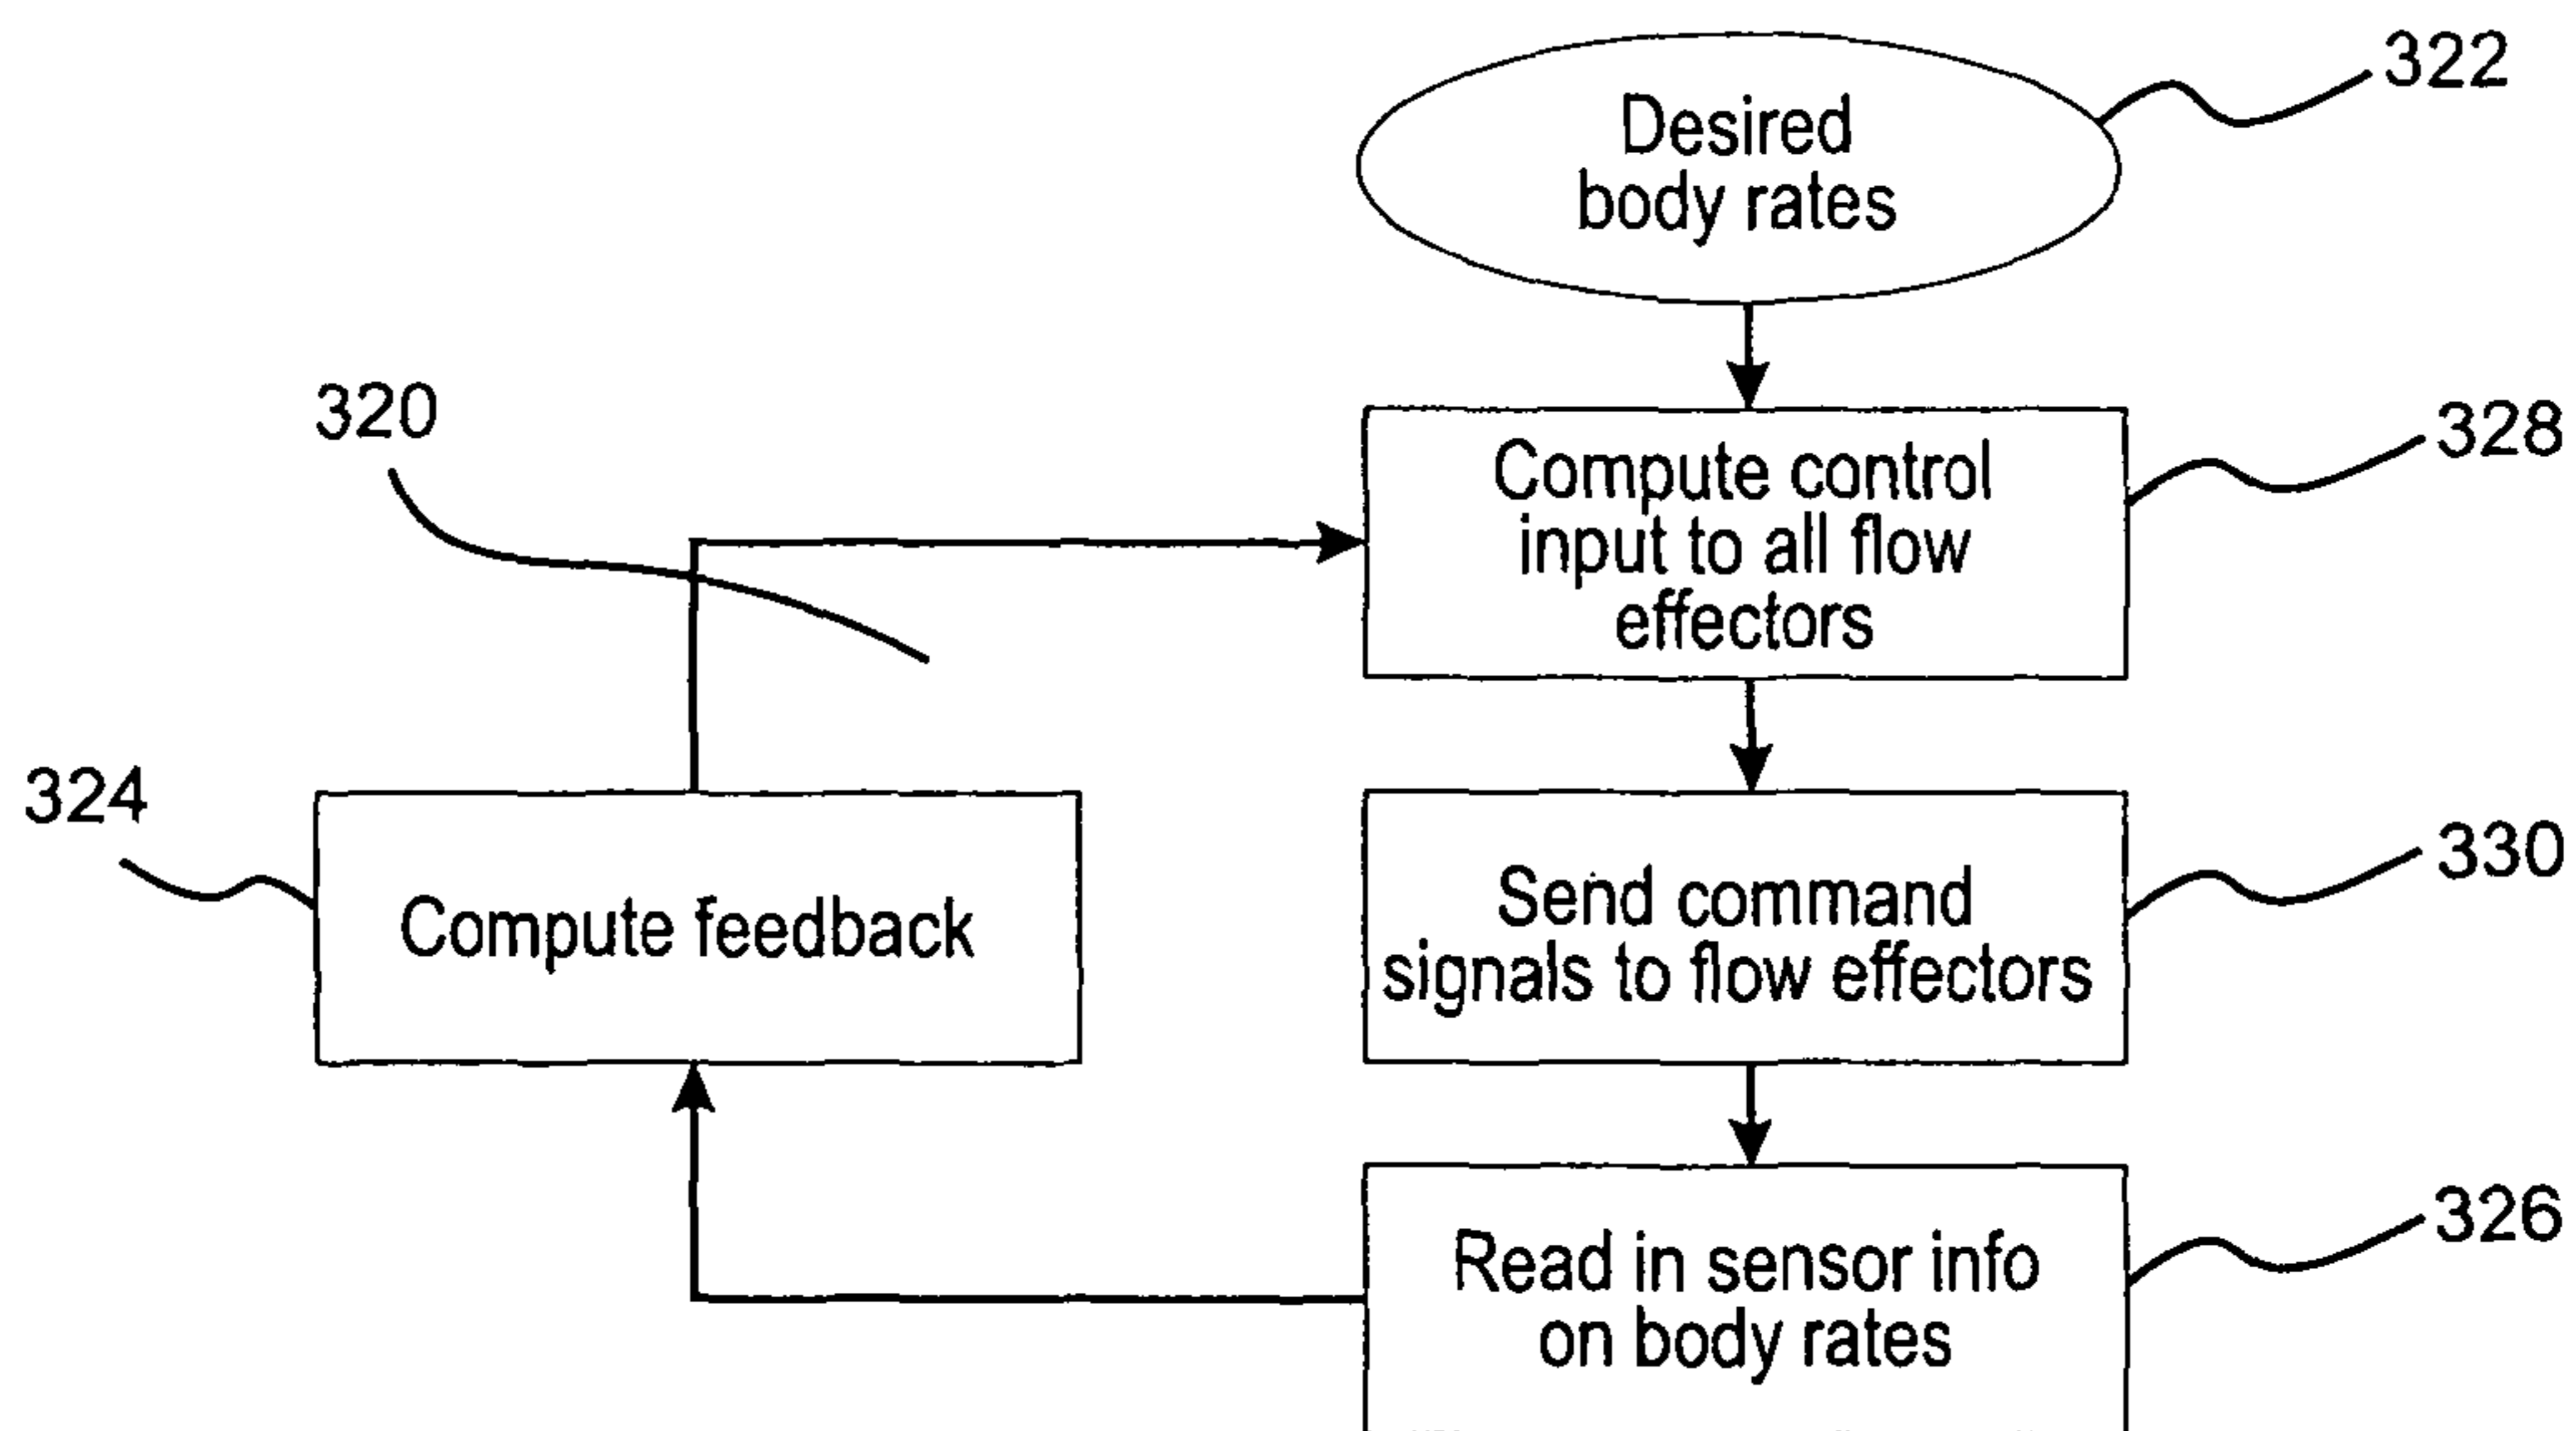 322
Desired
body rates
320
328
Compute control
input to all flow
effectors
324
330
Compute feedback
Send command
signals to flow effectors
326
Read in sensor info
on body rates